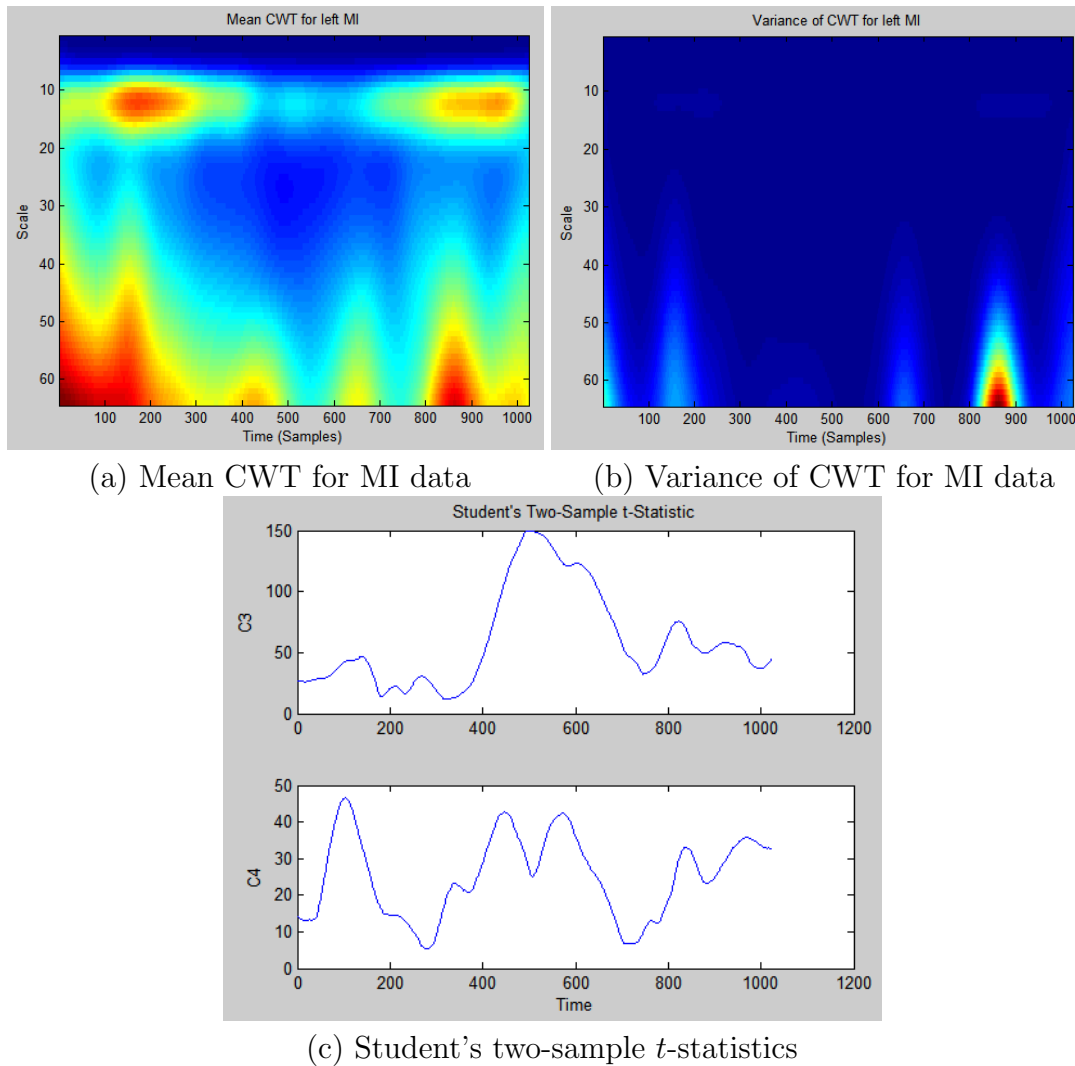 Mean CWT for left MI
Scale
10
20
30
40
50
60
100 200 300 400 500 600 700 800 900 1000
Time (Samples)
(a) Mean CWT for MI data
Variance of CWT for left MI
Scale
10
20
30
40
50
60
100 200 300 400 500 600 700 800 900 1000
Time (Samples)
(b) Variance of CWT for MI data
Student's Two-Sample t-Statistic
C3
150
100
50
0
0 200 400 600 800 1000 1200
C4
50
40
30
20
10
0
0 200 400 600 800 1000 1200
Time
(c) Student's two-sample t-statistics